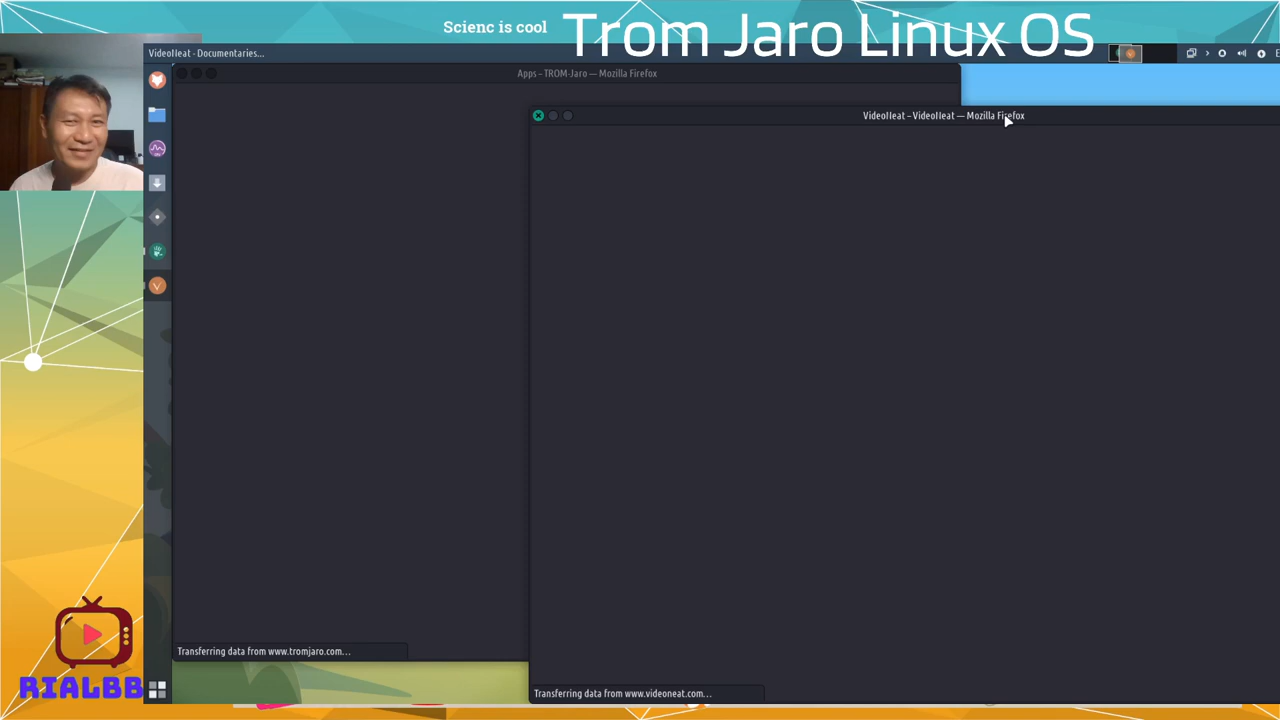 Scienc is cool
Trom Jaro Linux OS
VideoNeat - Documentaries...
Apps - TROM-Jaro — Mozilla Firefox
VideoNeat – VideoNeat — Mozilla Firefox
Transferring data from www.tromjaro.com…
Transferring data from www.videoneat.com…
RIALBB